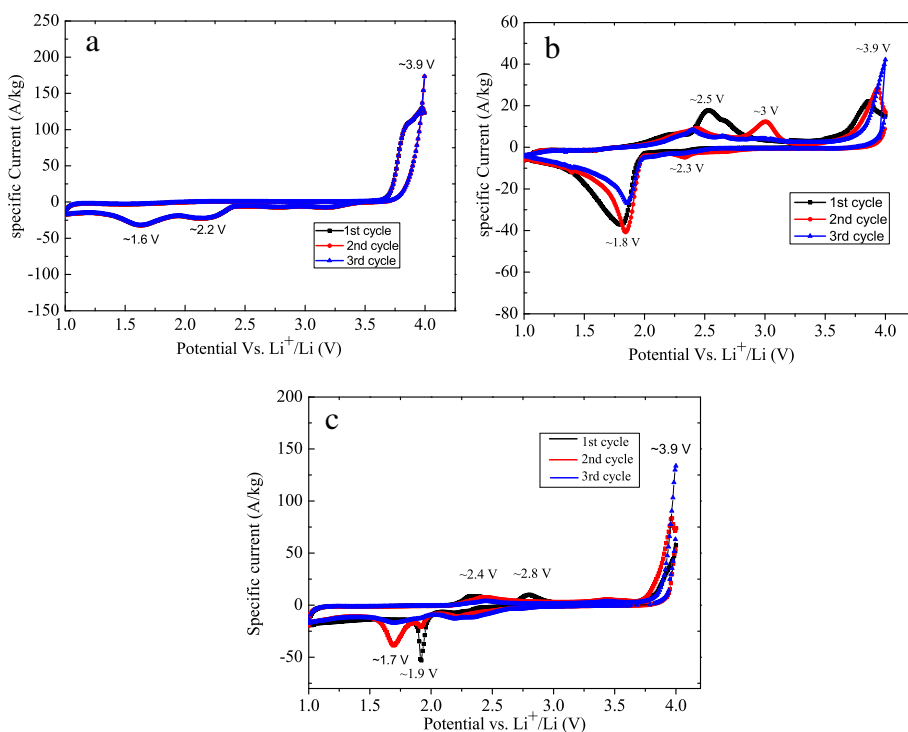 a
specific Current (A/kg)
250
200
150
100
50
0
-50
-100
-150
~3.9 V
~1.6 V
~2.2 V
1st cycle
2nd cycle
3rd cycle
1.0 1.5 2.0 2.5 3.0 3.5 4.0
Potential Vs. Li+/Li (V)
b
specific Current (A/kg)
60
40
20
0
-20
-40
-60
-80
~3.9 V
~2.5 V
~3 V
~2.3 V
~1.8 V
1st cycle
2nd cycle
3rd cycle
1.0 1.5 2.0 2.5 3.0 3.5 4.0
Potential Vs. Li+/Li (V)
c
Specific current (A/kg)
200
150
100
50
0
-50
1st cycle
2nd cycle
3rd cycle
~3.9 V
~2.4 V
~2.8 V
~1.7 V
~1.9 V
1.0 1.5 2.0 2.5 3.0 3.5 4.0
Potential vs. Li+/Li (V)